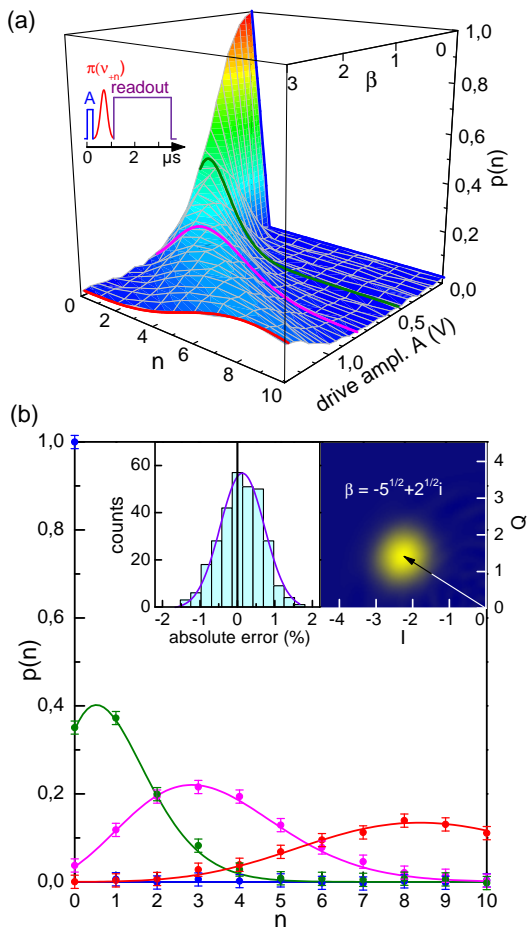 (a)
π(ν+n)
A
readout
0 2 μs
3 2 1 0
β
1,0
0,8
0,6
0,4
0,2
0,0
p(n)
0 2 4 6 8 10
n
0,5
1,0
drive ampl. A (V)
(b)
1,0
0,8
0,6
0,4
0,2
0,0
p(n)
0 1 2 3 4 5 6 7 8 9 10
n
60
40
20
0
counts
-2 -1 0 1 2
absolute error (%)
β = -5^1/2+2^1/2i
4
3
2
1
0
Q
-4 -3 -2 -1 0
I